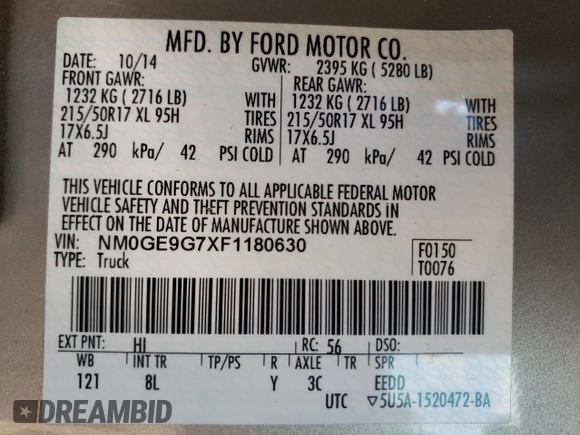 MFD. BY FORD MOTOR CO.
DATE: 10/14 GVWR: 2395 KG ( 5280 LB)
FRONT GAWR: REAR GAWR:
1232 KG ( 2716 LB) WITH 1232 KG ( 2716 LB) WITH
215/50R17 XL 95H TIRES 215/50R17 XL 95H TIRES
17X6.5J RIMS 17X6.5J RIMS
AT 290 kPa/ 42 PSI COLD AT 290 kPa/ 42 PSI COLD
THIS VEHICLE CONFORMS TO ALL APPLICABLE FEDERAL MOTOR
VEHICLE SAFETY AND THEFT PREVENTION STANDARDS IN
EFFECT ON THE DATE OF MANUFACTURE SHOWN ABOVE.
VIN: NM0GE9G7XF1180630 F0150
TYPE: Truck T0076
EXT PNT: HI RC: 56 DSO:
WB INT TR TP/PS R AXLE TR SPR
121 8L Y 3C EEDD
UTC ▽5U5A-1520472-BA
DREAMBID